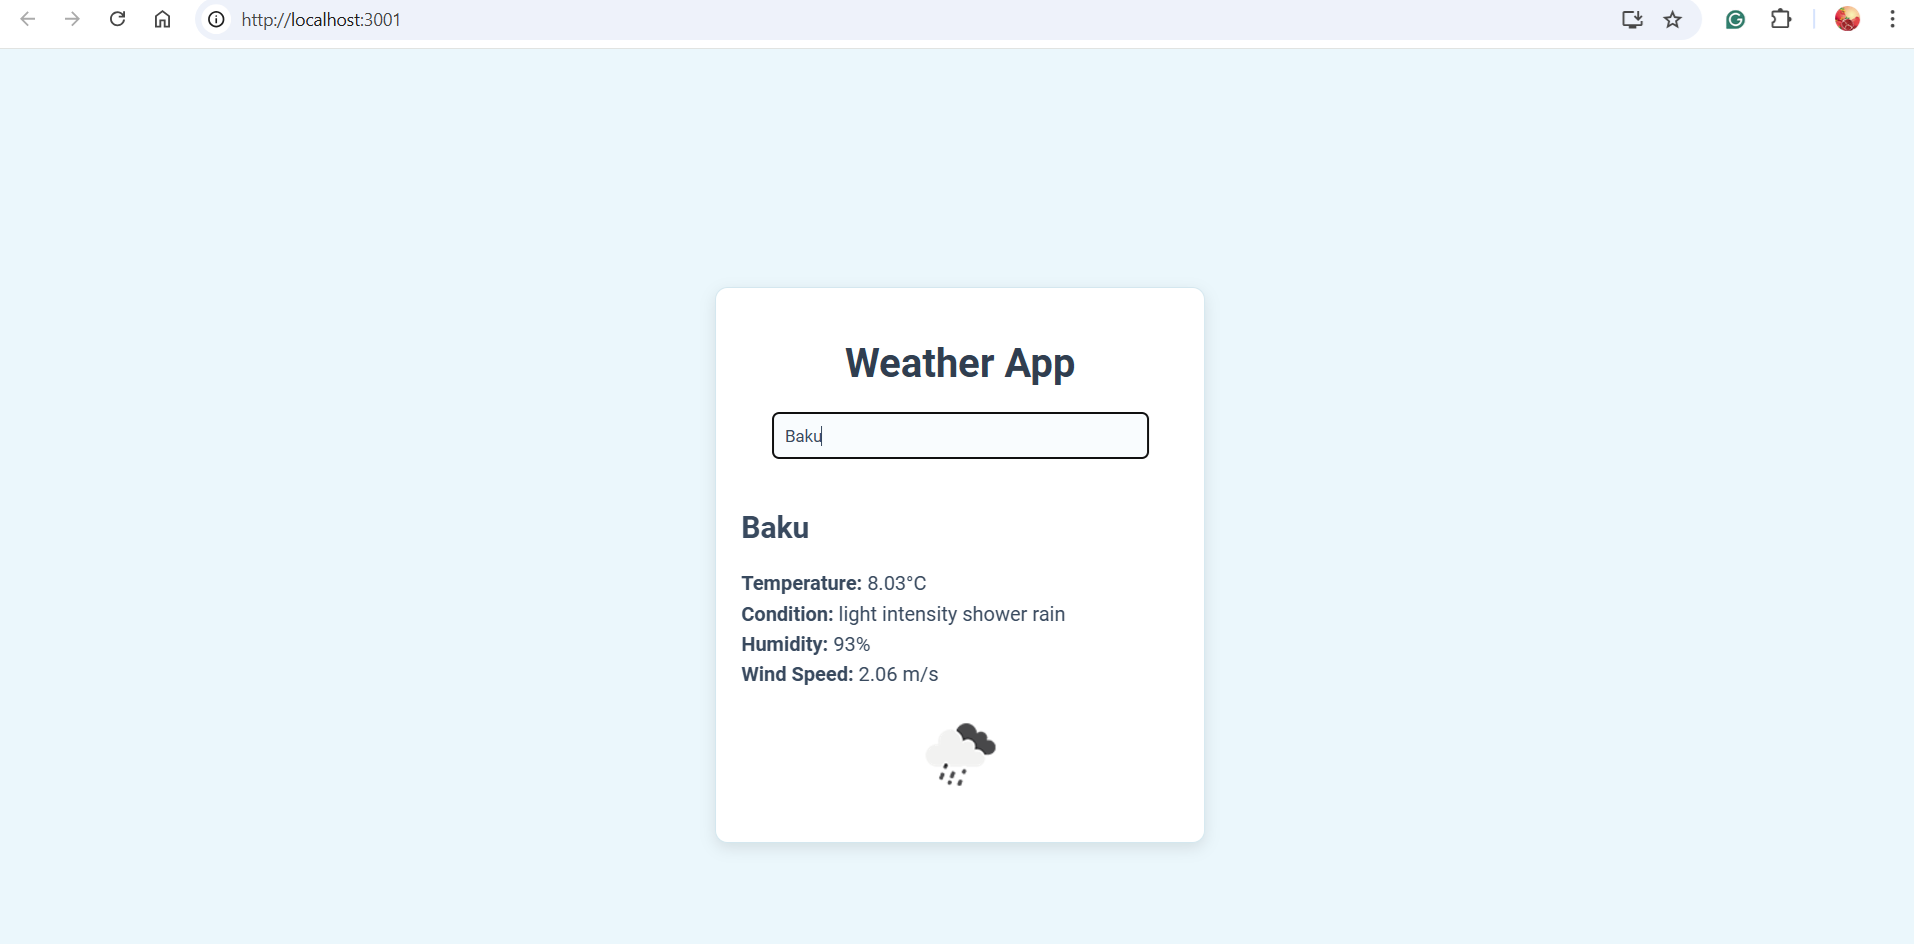 http://localhost:3001
Weather App
Baku
Baku
Temperature: 8.03°C
Condition: light intensity shower rain
Humidity: 93%
Wind Speed: 2.06 m/s